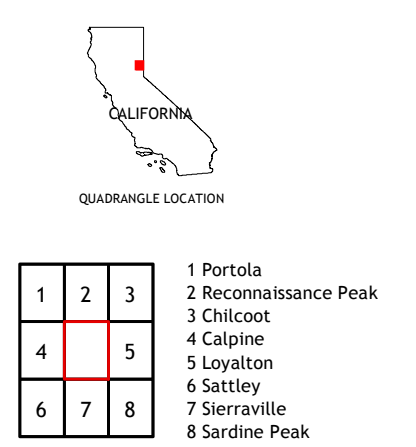 CALIFORNIA
QUADRANGLE LOCATION
1 2 3
4 5
6 7 8
1 Portola
2 Reconnaissance Peak
3 Chilcoot
4 Calpine
5 Loyalton
6 Sattley
7 Sierraville
8 Sardine Peak